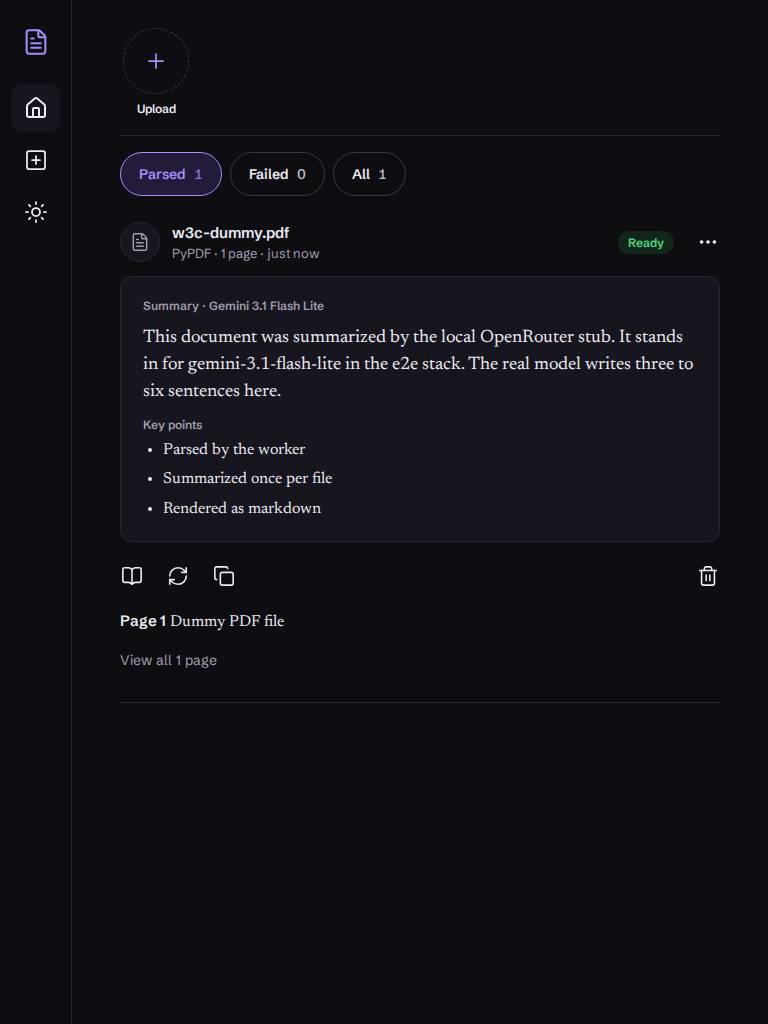 Upload
Parsed 1
Failed 0
All 1
w3c-dummy.pdf
PyPDF · 1 page · just now
Ready
Summary · Gemini 3.1 Flash Lite
This document was summarized by the local OpenRouter stub. It stands
in for gemini-3.1-flash-lite in the e2e stack. The real model writes three to
six sentences here.
Key points
• Parsed by the worker
• Summarized once per file
• Rendered as markdown
Page 1 Dummy PDF file
View all 1 page